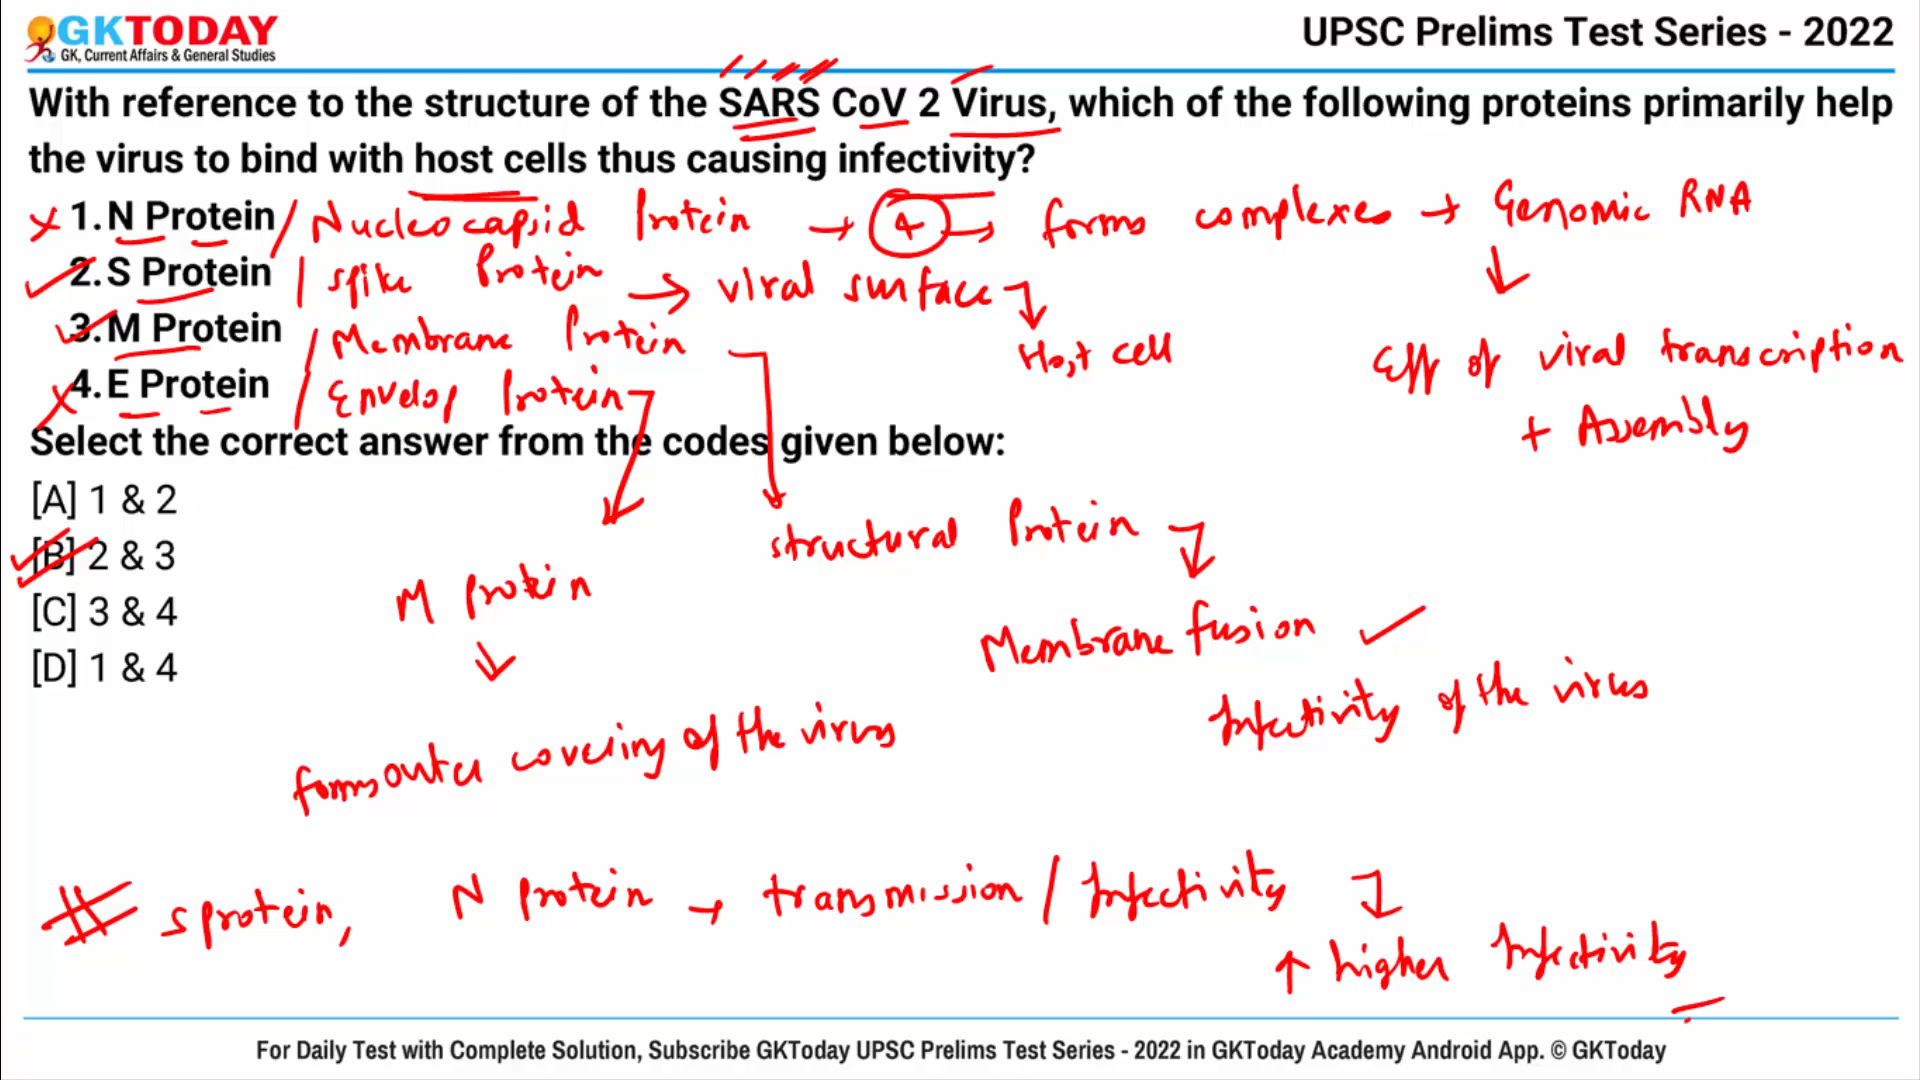 GKTODAY
GK, Current Affairs & General Studies
UPSC Prelims Test Series - 2022
With reference to the structure of the SARS CoV 2 Virus, which of the following proteins primarily help
the virus to bind with host cells thus causing infectivity?
1. N Protein / Nucleocapsid Protein → 4 → forms complexes → Genomic RNA
2. S Protein / Spike Protein → viral surface
Host cell
3. M Protein / Membrane Protein
Eff of viral transcription
+ Assembly
4. E Protein / Envelop Protein
Select the correct answer from the codes given below:
[A] 1 & 2
[B] 2 & 3
[C] 3 & 4
[D] 1 & 4
structural Protein
M Protein
Membrane fusion ✓
Infectivity of the virus
forms outer covering of the virus
# S protein, N protein → transmission / Infectivity
↑ higher Infectivity
For Daily Test with Complete Solution, Subscribe GKToday UPSC Prelims Test Series - 2022 in GKToday Academy Android App. © GKToday